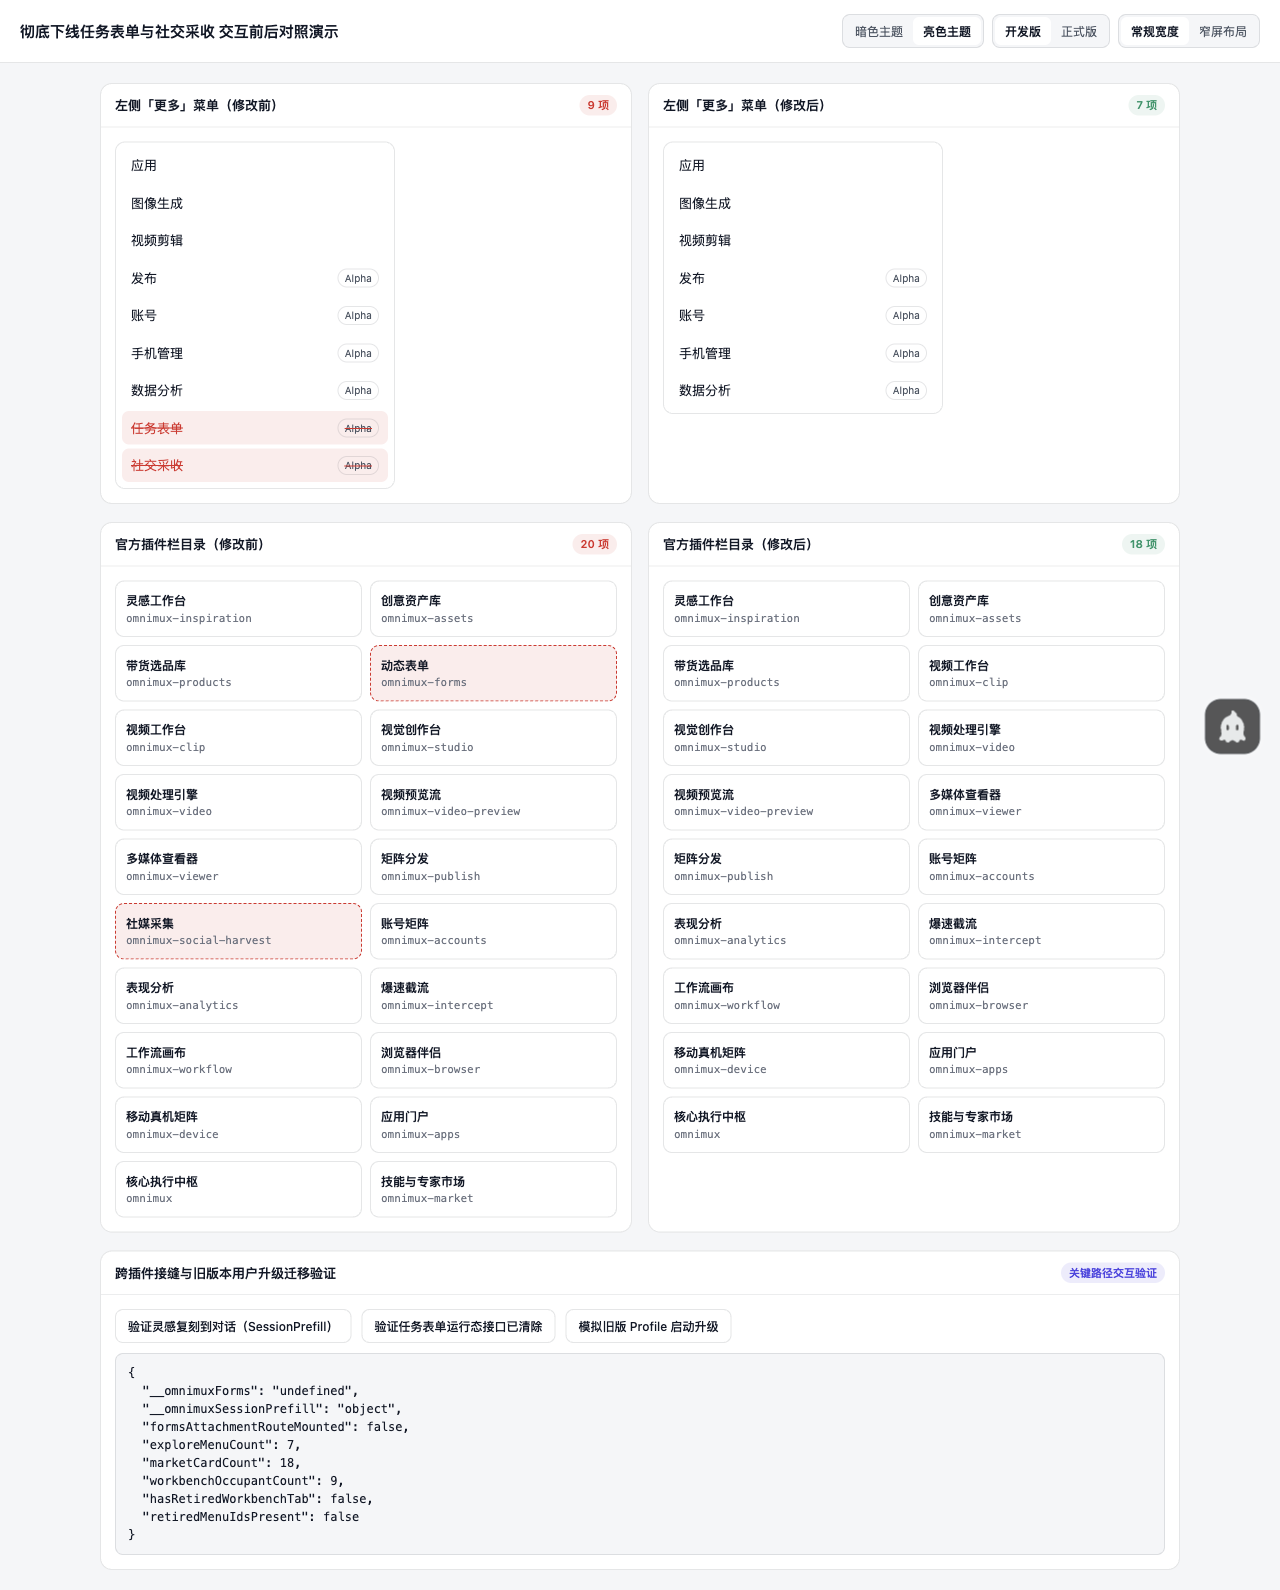 彻底下线任务表单与社交采收 交互前后对照演示
暗色主题 亮色主题 开发版 正式版 常规宽度 窄屏布局
左侧「更多」菜单（修改前） 9 项
应用
图像生成
视频剪辑
发布 Alpha
账号 Alpha
手机管理 Alpha
数据分析 Alpha
任务表单 Alpha
社交采收 Alpha
左侧「更多」菜单（修改后） 7 项
应用
图像生成
视频剪辑
发布 Alpha
账号 Alpha
手机管理 Alpha
数据分析 Alpha
官方插件栏目录（修改前） 20 项
灵感工作台 创意资产库
omnimux-inspiration omnimux-assets
带货选品库 动态表单
omnimux-products omnimux-forms
视频工作台 视觉创作台
omnimux-clip omnimux-studio
视频处理引擎 视频预览流
omnimux-video omnimux-video-preview
多媒体查看器 矩阵分发
omnimux-viewer omnimux-publish
社媒采集 账号矩阵
omnimux-social-harvest omnimux-accounts
表现分析 爆速截流
omnimux-analytics omnimux-intercept
工作流画布 浏览器伴侣
omnimux-workflow omnimux-browser
移动真机矩阵 应用门户
omnimux-device omnimux-apps
核心执行中枢 技能与专家市场
omnimux omnimux-market
官方插件栏目录（修改后） 18 项
灵感工作台 创意资产库
omnimux-inspiration omnimux-assets
带货选品库 视频工作台
omnimux-products omnimux-clip
视觉创作台 视频处理引擎
omnimux-studio omnimux-video
视频预览流 多媒体查看器
omnimux-video-preview omnimux-viewer
矩阵分发 账号矩阵
omnimux-publish omnimux-accounts
表现分析 爆速截流
omnimux-analytics omnimux-intercept
工作流画布 浏览器伴侣
omnimux-workflow omnimux-browser
移动真机矩阵 应用门户
omnimux-device omnimux-apps
核心执行中枢 技能与专家市场
omnimux omnimux-market
跨插件接缝与旧版本用户升级迁移验证 关键路径交互验证
验证灵感复刻到对话（SessionPrefill） 验证任务表单运行态接口已清除 模拟旧版 Profile 启动升级
{
"__omnimuxForms": "undefined",
"__omnimuxSessionPrefill": "object",
"formsAttachmentRouteMounted": false,
"exploreMenuCount": 7,
"marketCardCount": 18,
"workbenchOccupantCount": 9,
"hasRetiredWorkbenchTab": false,
"retiredMenuIdsPresent": false
}